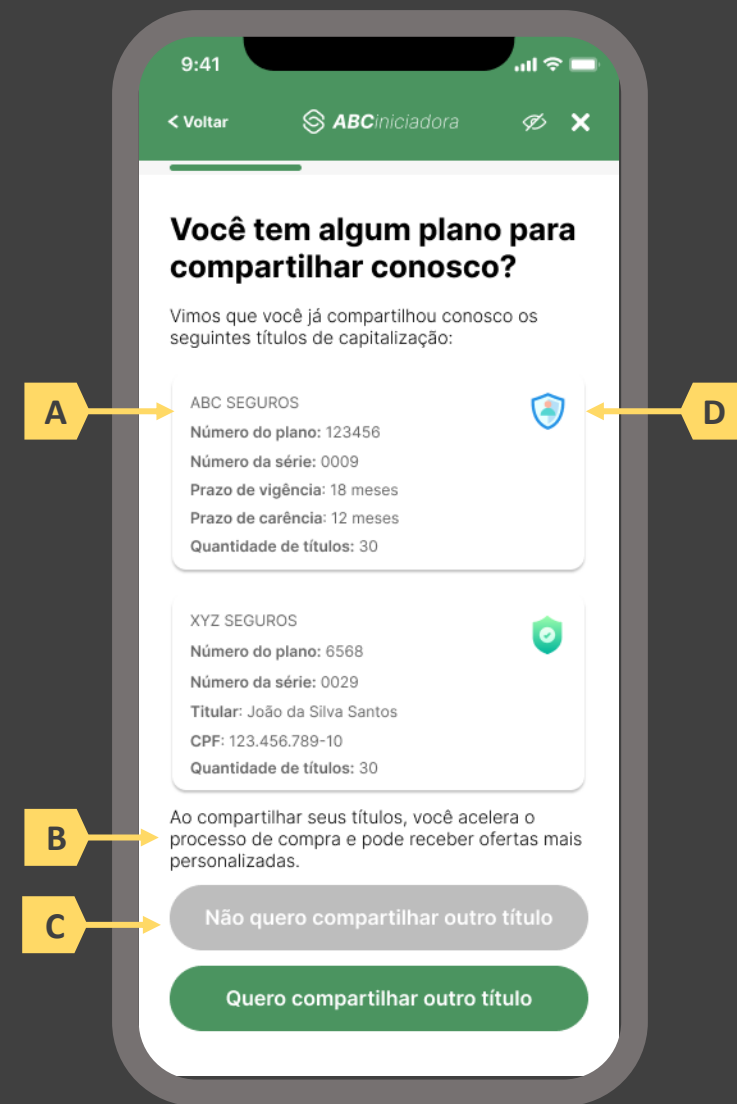 9:41
< Voltar
ABCiniciadora
Você tem algum plano para
compartilhar conosco?
Vimos que você já compartilhou conosco os
seguintes títulos de capitalização:
A
D
ABC SEGUROS
Número do plano: 123456
Número da série: 0009
Prazo de vigência: 18 meses
Prazo de carência: 12 meses
Quantidade de títulos: 30
XYZ SEGUROS
Número do plano: 6568
Número da série: 0029
Titular: João da Silva Santos
CPF: 123.456.789-10
Quantidade de títulos: 30
B
Ao compartilhar seus títulos, você acelera o
processo de compra e pode receber ofertas mais
personalizadas.
C
Não quero compartilhar outro título
Quero compartilhar outro título